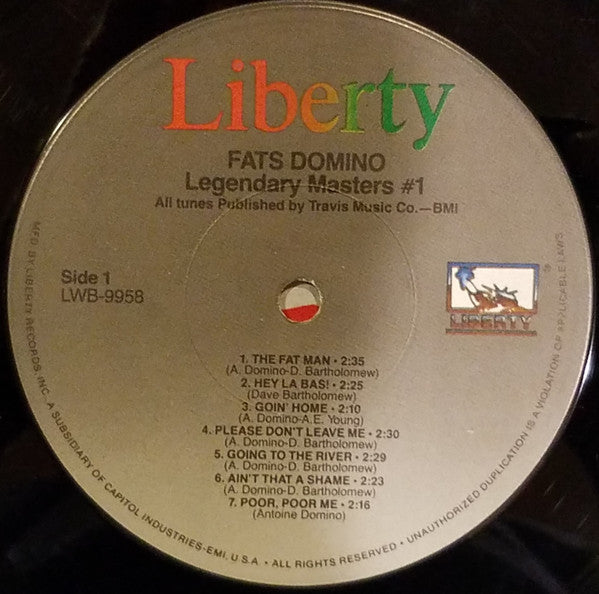 Liberty
FATS DOMINO
Legendary Masters #1
All tunes Published by Travis Music Co.—BMI
Side 1
LWB-9958
LIBERTY
®
1. THE FAT MAN • 2:35
(A. Domino-D. Bartholomew)
2. HEY LA BAS! • 2:25
(Dave Bartholomew)
3. GOIN' HOME • 2:10
(A. Domino-A.E. Young)
4. PLEASE DON'T LEAVE ME • 2:30
(A. Domino-D. Bartholomew)
5. GOING TO THE RIVER • 2:29
(A. Domino-D. Bartholomew)
6. AIN'T THAT A SHAME • 2:23
(A. Domino-D. Bartholomew)
7. POOR, POOR ME • 2:16
(Antoine Domino)
MFD. BY LIBERTY RECORDS, INC. A SUBSIDIARY OF CAPITOL INDUSTRIES-EMI, U.S.A. • ALL RIGHTS RESERVED • UNAUTHORIZED DUPLICATION IS A VIOLATION OF APPLICABLE LAWS